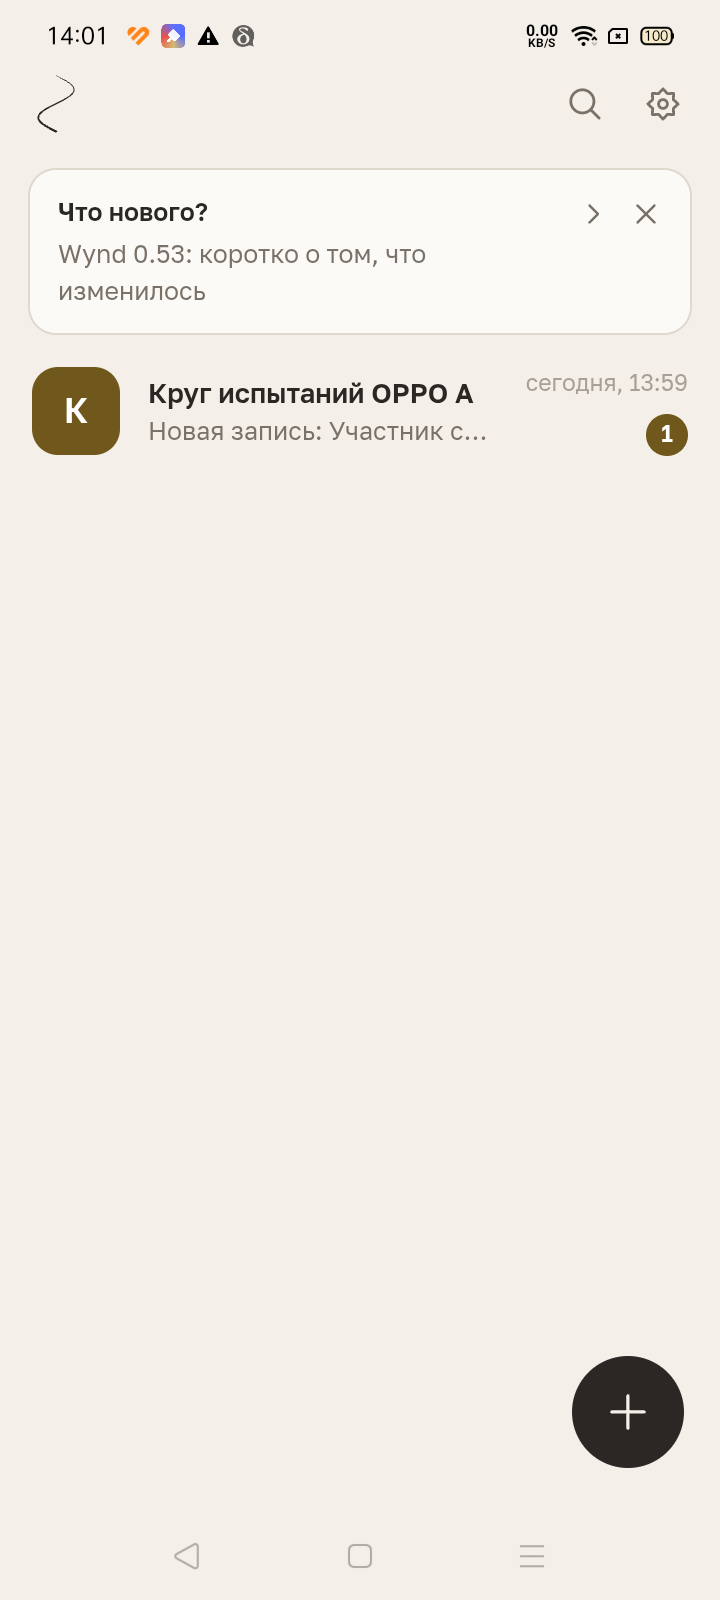 14:01
0.00
KB/S
100
Что нового?
Wynd 0.53: коротко о том, что
изменилось
К
Круг испытаний OPPO A
сегодня, 13:59
Новая запись: Участник с...
1